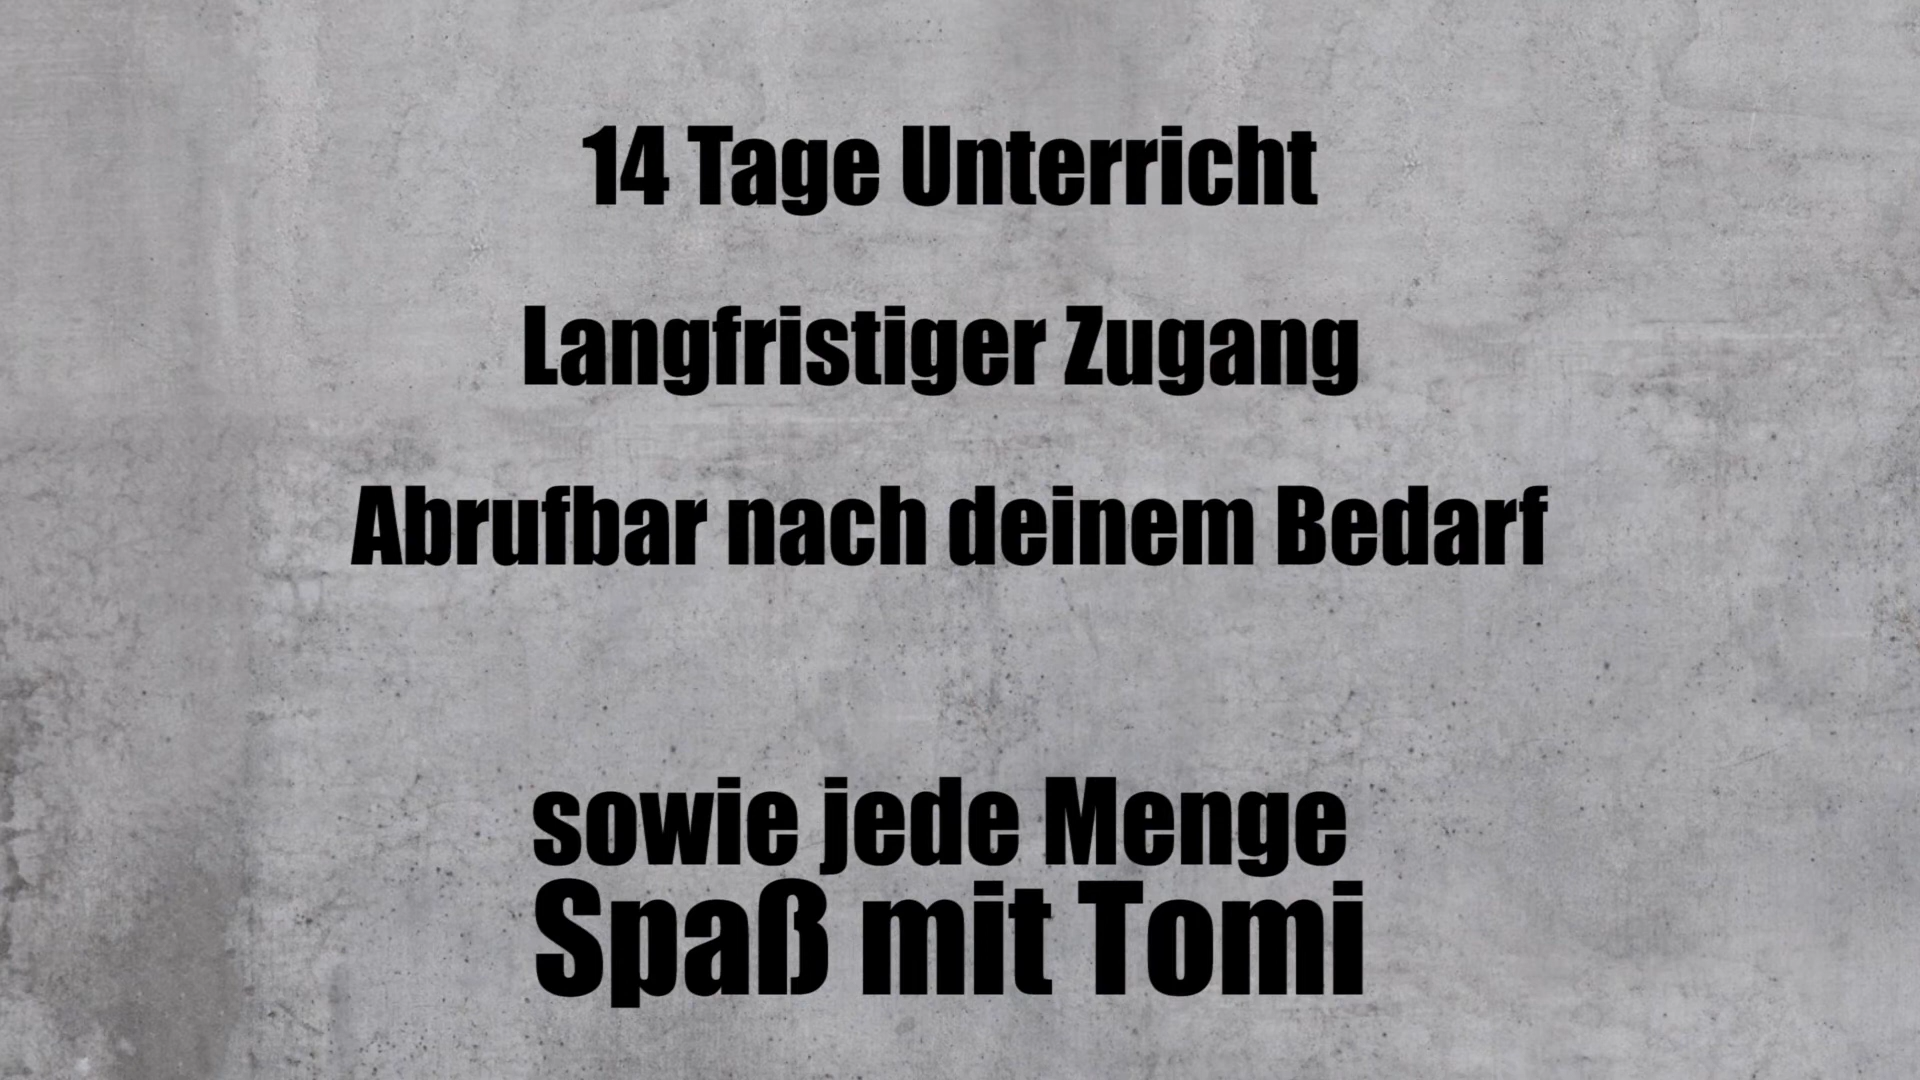 14 Tage Unterricht
Langfristiger Zugang
Abrufbar nach deinem Bedarf
sowie jede Menge
Spaß mit Tomi